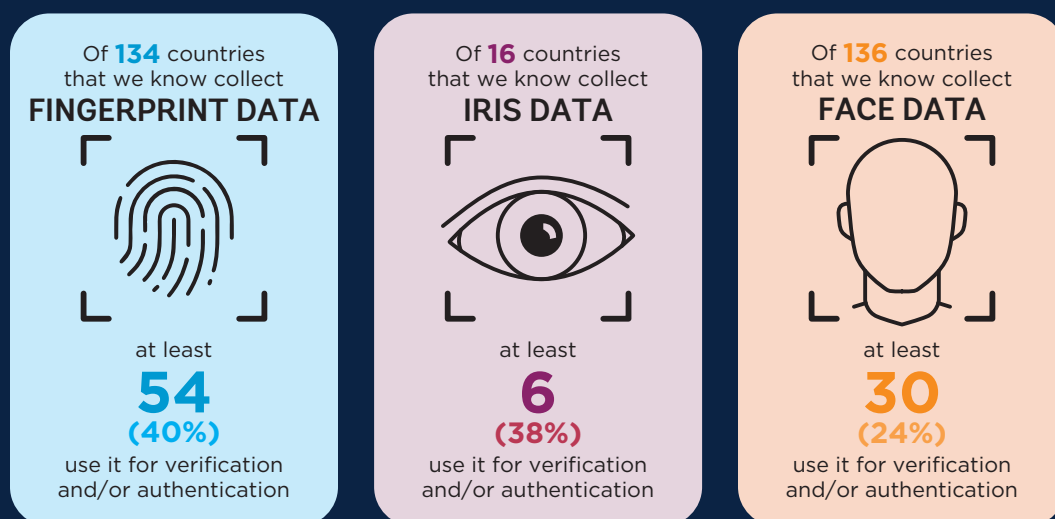 Of 134 countries
that we know collect
FINGERPRINT DATA
at least
54
(40%)
use it for verification
and/or authentication
Of 16 countries
that we know collect
IRIS DATA
at least
6
(38%)
use it for verification
and/or authentication
Of 136 countries
that we know collect
FACE DATA
at least
30
(24%)
use it for verification
and/or authentication